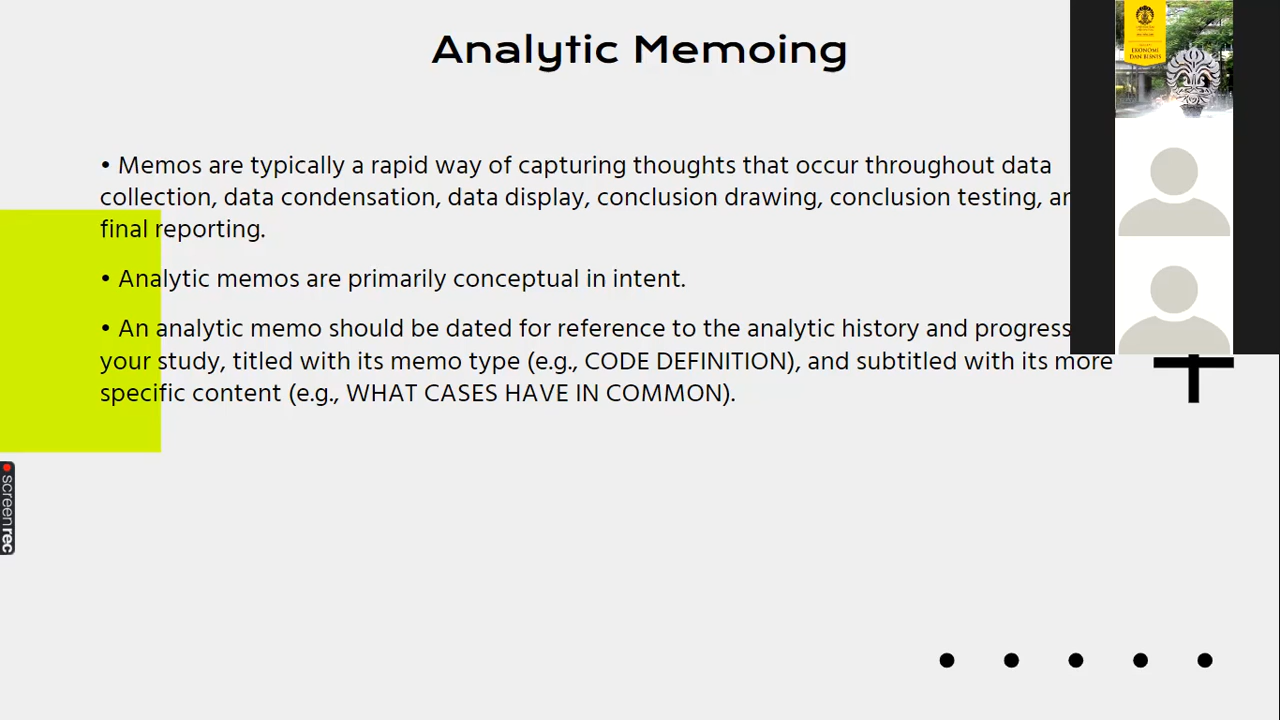 Analytic Memoing
• Memos are typically a rapid way of capturing thoughts that occur throughout data
collection, data condensation, data display, conclusion drawing, conclusion testing,
final reporting.
• Analytic memos are primarily conceptual in intent.
• An analytic memo should be dated for reference to the analytic history and progress
your study, titled with its memo type (e.g., CODE DEFINITION), and subtitled with its more
specific content (e.g., WHAT CASES HAVE IN COMMON).
EKONOMI
DAN BISNIS
screenrec